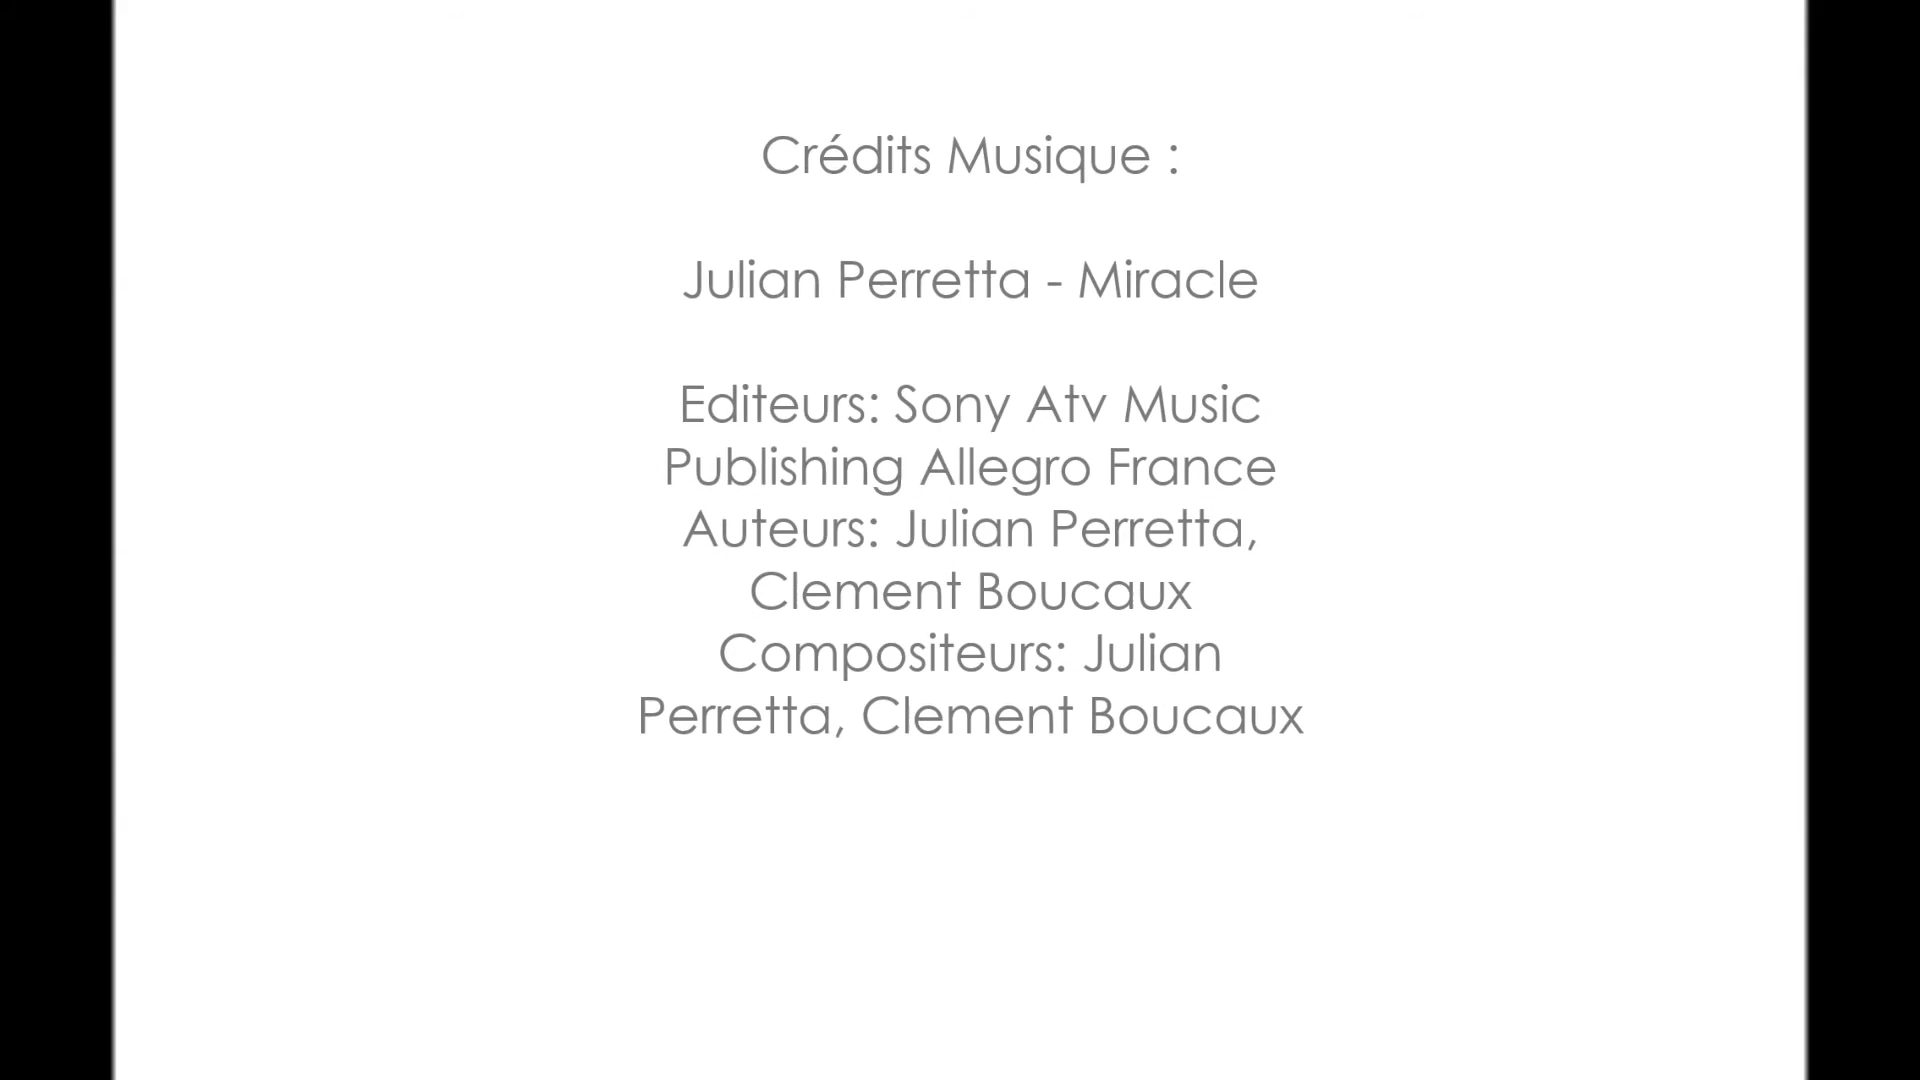 Crédits Musique :
Julian Perretta - Miracle
Editeurs: Sony Atv Music
Publishing Allegro France
Auteurs: Julian Perretta,
Clement Boucaux
Compositeurs: Julian
Perretta, Clement Boucaux